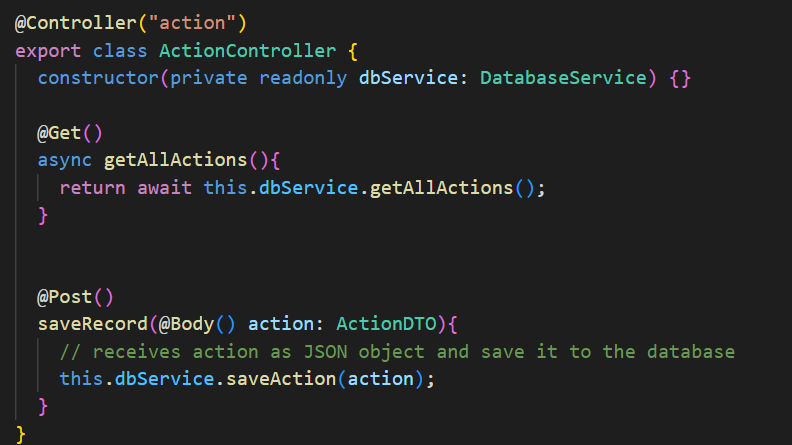 @Controller("action")
export class ActionController {
constructor(private readonly dbService: DatabaseService) {}
@Get()
async getAllActions(){
return await this.dbService.getAllActions();
}
@Post()
saveRecord(@Body() action: ActionDTO){
// receives action as JSON object and save it to the database
this.dbService.saveAction(action);
}
}